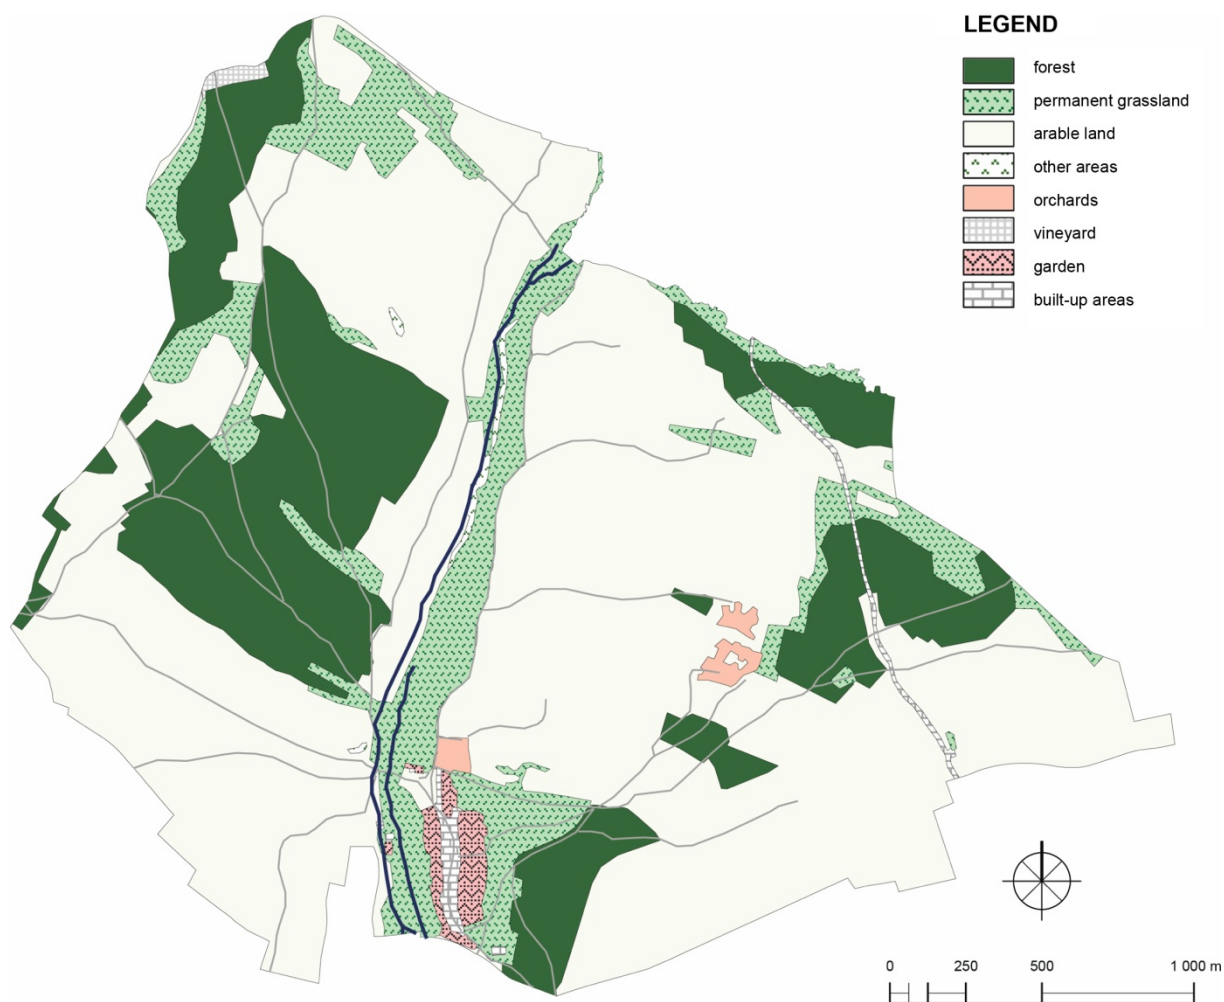 LEGEND
forest
permanent grassland
arable land
other areas
orchards
vineyard
garden
built-up areas
0 250 500 1 000 m